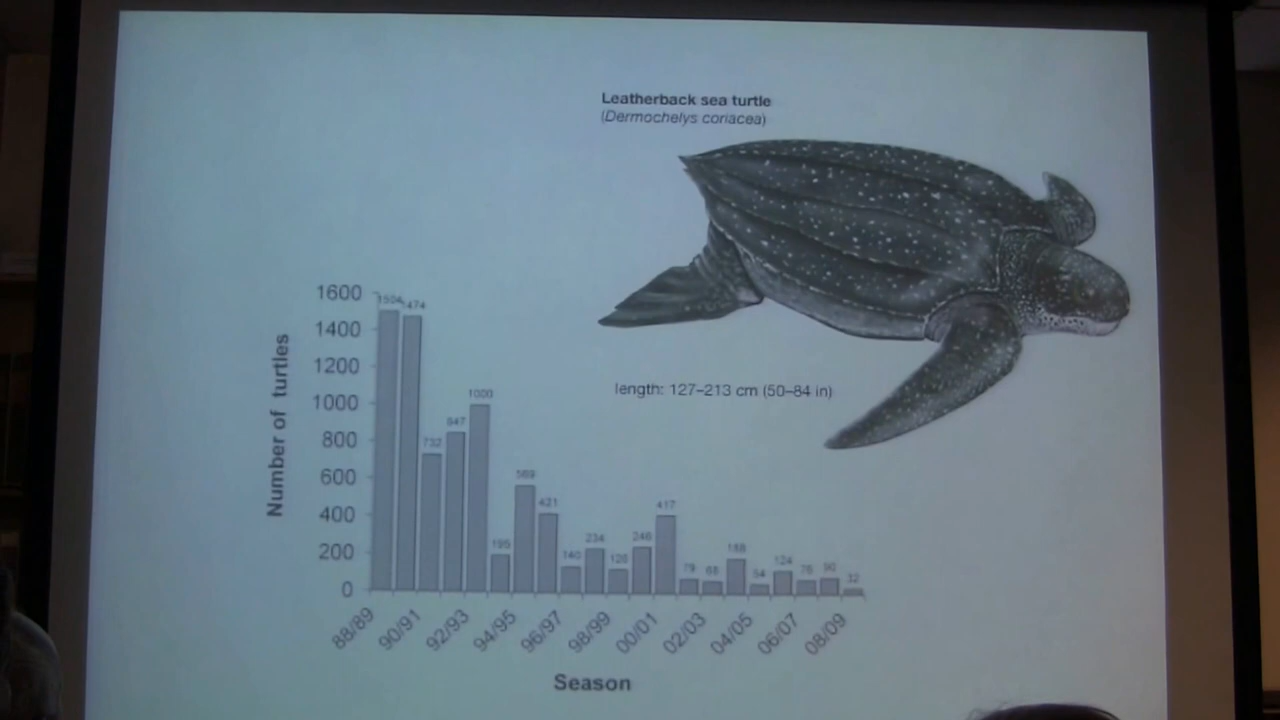 Leatherback sea turtle
(Dermochelys coriacea)
length: 127–213 cm (50–84 in)
Number of turtles
1600
1400
1200
1000
800
600
400
200
0
1504 1474 732 847 1000 195 569 421 140 234 126 246 417 79 68 188 54 124 76 90 32
88/89 90/91 92/93 94/95 96/97 98/99 00/01 02/03 04/05 06/07 08/09
Season